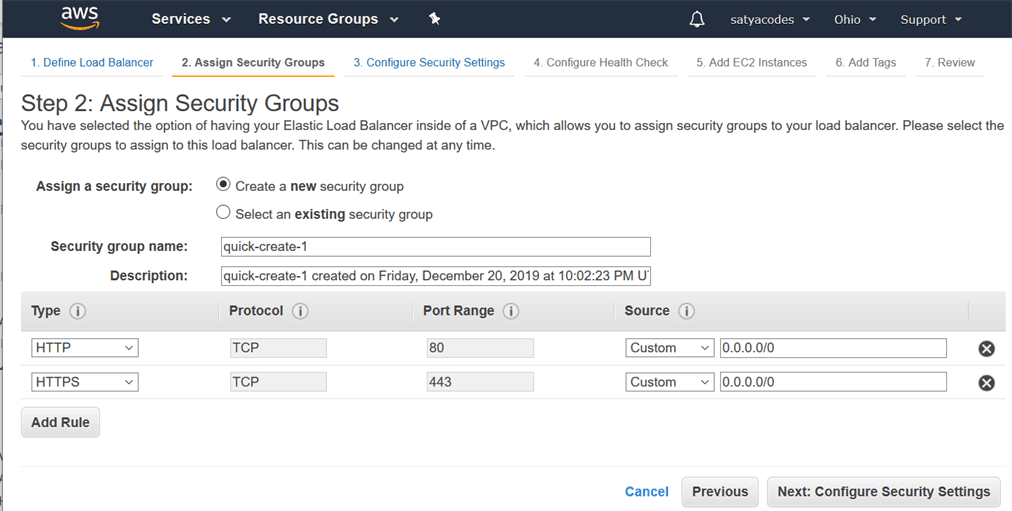 aws Services Resource Groups satyacodes Ohio Support
1. Define Load Balancer 2. Assign Security Groups 3. Configure Security Settings 4. Configure Health Check 5. Add EC2 Instances 6. Add Tags 7. Review
Step 2: Assign Security Groups
You have selected the option of having your Elastic Load Balancer inside of a VPC, which allows you to assign security groups to your load balancer. Please select the
security groups to assign to this load balancer. This can be changed at any time.
Assign a security group: Create a new security group
Select an existing security group
Security group name: quick-create-1
Description: quick-create-1 created on Friday, December 20, 2019 at 10:02:23 PM U
Type Protocol Port Range Source
HTTP TCP 80 Custom 0.0.0.0/0
HTTPS TCP 443 Custom 0.0.0.0/0
Add Rule
Cancel Previous Next: Configure Security Settings